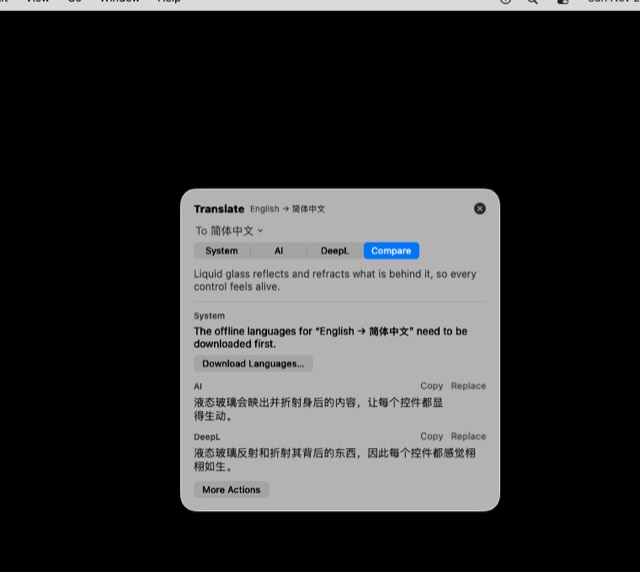 View Go Window Help
Translate English → 简体中文
To 简体中文
System AI DeepL Compare
Liquid glass reflects and refracts what is behind it, so every
control feels alive.
System
The offline languages for “English → 简体中文” need to be
downloaded first.
Download Languages...
AI Copy Replace
液态玻璃会映出并折射身后的内容，让每个控件都显
得生动。
DeepL Copy Replace
液态玻璃反射和折射其背后的东西，因此每个控件都感觉栩
栩如生。
More Actions